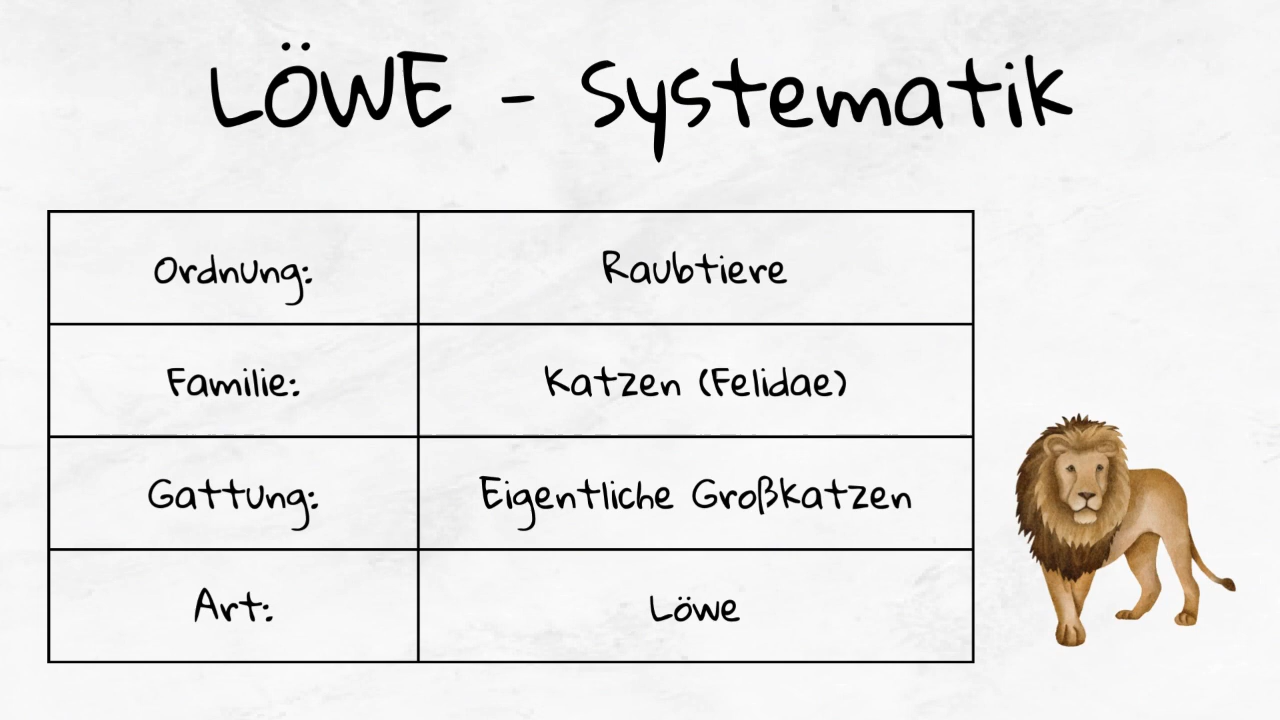 LÖWE - Systematik
Ordnung: Raubtiere
Familie: Katzen (Felidae)
Gattung: Eigentliche Großkatzen
Art: Löwe